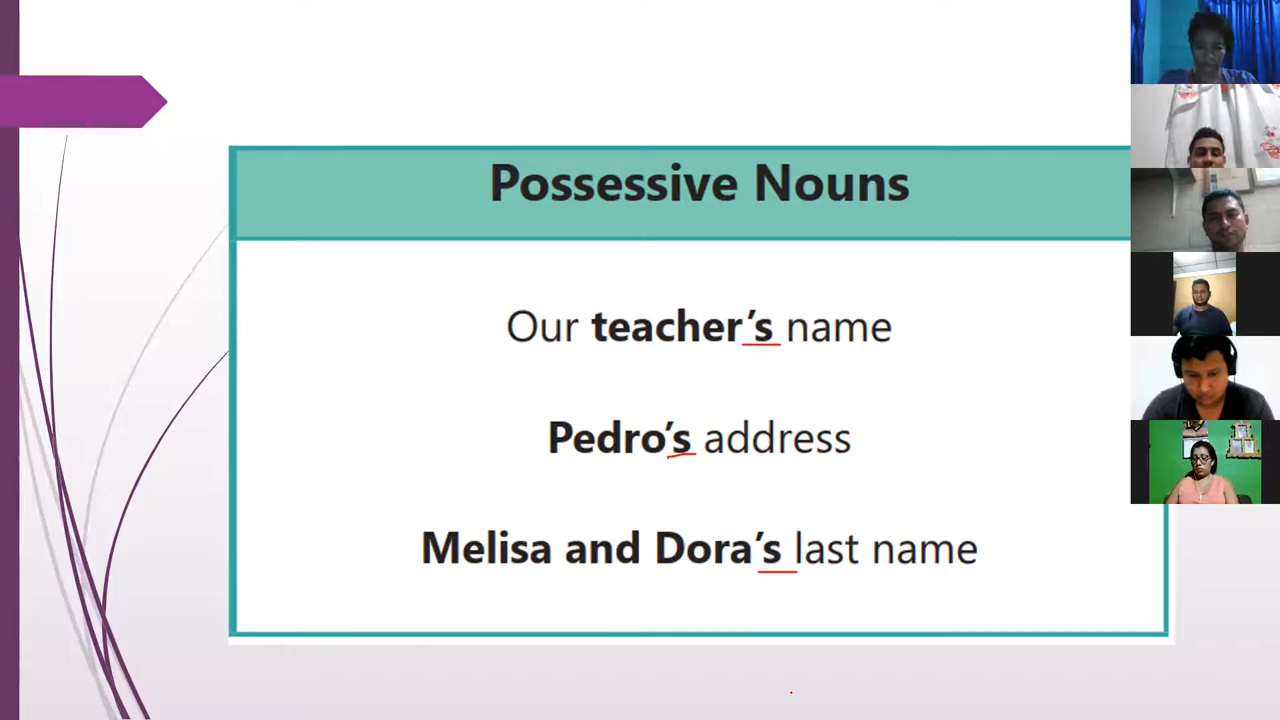 Possessive Nouns
Our teacher’s name
Pedro’s address
Melisa and Dora’s last name